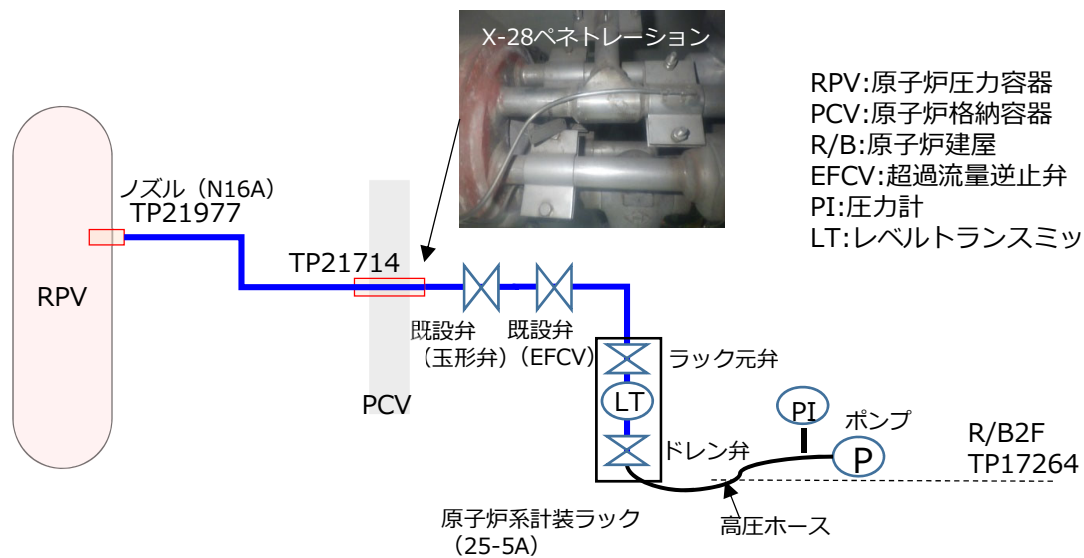 X-28ペネトレーション
RPV:原子炉圧力容器
PCV:原子炉格納容器
R/B:原子炉建屋
EFCV:超過流量逆止弁
PI:圧力計
LT:レベルトランスミッ
ノズル（N16A）
TP21977
TP21714
RPV
既設弁
（玉形弁）
既設弁
（EFCV）
PCV
ラック元弁
LT
ドレン弁
PI
ポンプ
P
R/B2F
TP17264
高圧ホース
原子炉系計装ラック
（25-5A）